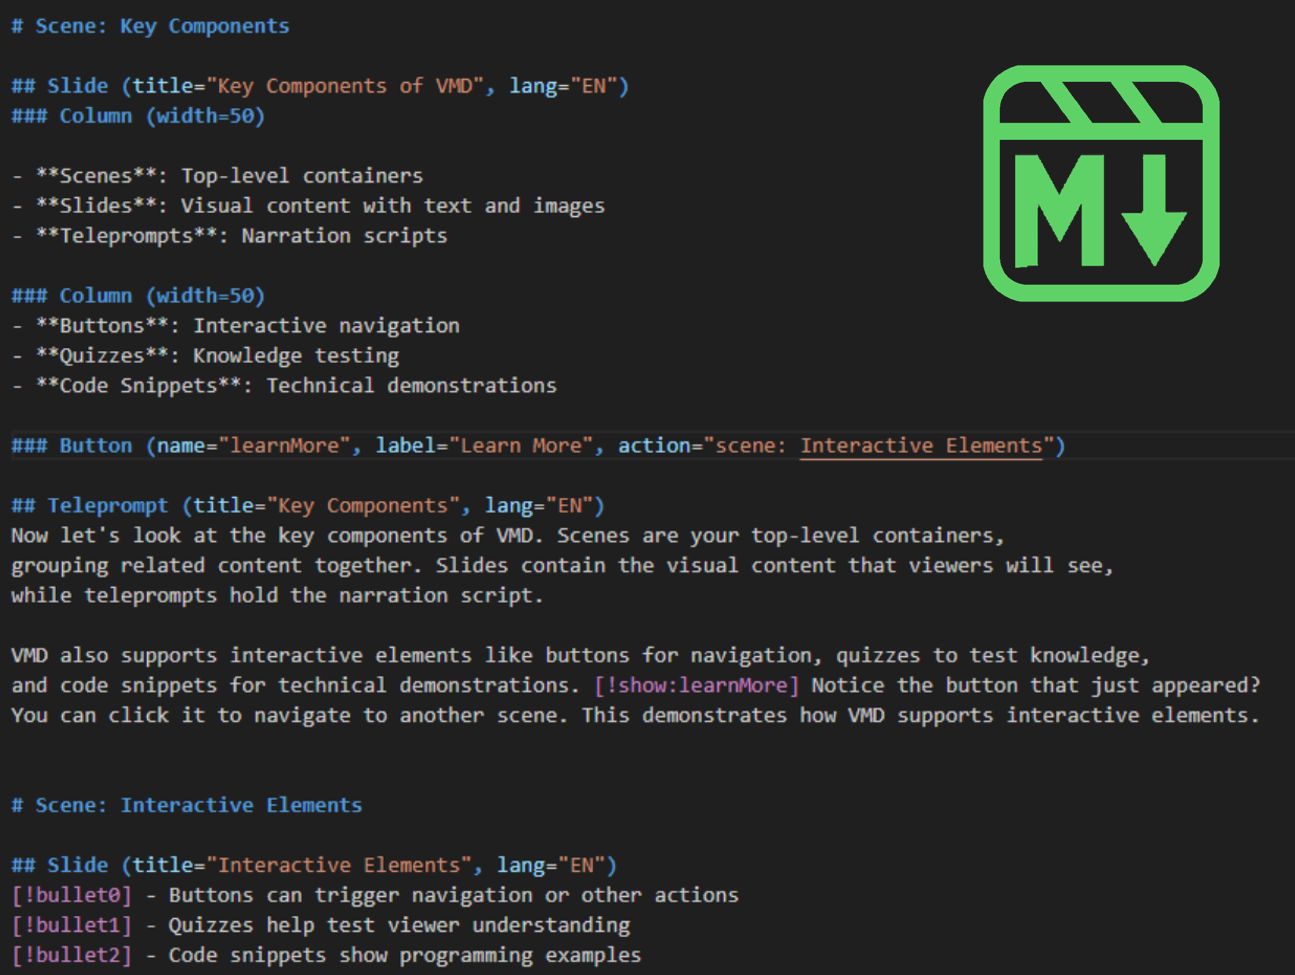 # Scene: Key Components
## Slide (title="Key Components of VMD", lang="EN")
### Column (width=50)
- **Scenes**: Top-level containers
- **Slides**: Visual content with text and images
- **Teleprompts**: Narration scripts
### Column (width=50)
- **Buttons**: Interactive navigation
- **Quizzes**: Knowledge testing
- **Code Snippets**: Technical demonstrations
### Button (name="learnMore", label="Learn More", action="scene: Interactive Elements")
## Teleprompt (title="Key Components", lang="EN")
Now let's look at the key components of VMD. Scenes are your top-level containers,
grouping related content together. Slides contain the visual content that viewers will see,
while teleprompts hold the narration script.
VMD also supports interactive elements like buttons for navigation, quizzes to test knowledge,
and code snippets for technical demonstrations. [!show:learnMore] Notice the button that just appeared?
You can click it to navigate to another scene. This demonstrates how VMD supports interactive elements.
# Scene: Interactive Elements
## Slide (title="Interactive Elements", lang="EN")
[!bullet0] - Buttons can trigger navigation or other actions
[!bullet1] - Quizzes help test viewer understanding
[!bullet2] - Code snippets show programming examples
M